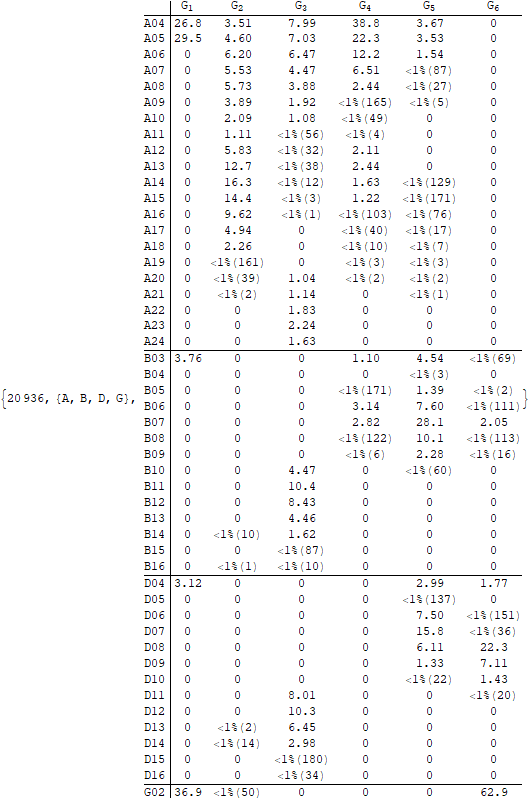 G1 G2 G3 G4 G5 G6
A04 26.8 3.51 7.99 38.8 3.67 0
A05 29.5 4.60 7.03 22.3 3.53 0
A06 0 6.20 6.47 12.2 1.54 0
A07 0 5.53 4.47 6.51 <1%(87) 0
A08 0 5.73 3.88 2.44 <1%(27) 0
A09 0 3.89 1.92 <1%(165) <1%(5) 0
A10 0 2.09 1.08 <1%(49) 0 0
A11 0 1.11 <1%(56) <1%(4) 0 0
A12 0 5.83 <1%(32) 2.11 0 0
A13 0 12.7 <1%(38) 2.44 0 0
A14 0 16.3 <1%(12) 1.63 <1%(129) 0
A15 0 14.4 <1%(3) 1.22 <1%(171) 0
A16 0 9.62 <1%(1) <1%(103) <1%(76) 0
A17 0 4.94 0 <1%(40) <1%(17) 0
A18 0 2.26 0 <1%(10) <1%(7) 0
A19 0 <1%(161) 0 <1%(3) <1%(3) 0
A20 0 <1%(39) 1.04 <1%(2) <1%(2) 0
A21 0 <1%(2) 1.14 0 <1%(1) 0
A22 0 0 1.83 0 0 0
A23 0 0 2.24 0 0 0
A24 0 0 1.63 0 0 0
B03 3.76 0 0 1.10 4.54 <1%(69)
B04 0 0 0 0 <1%(3) 0
B05 0 0 0 <1%(171) 1.39 <1%(2)
{20936, {A, B, D, G}, B06 0 0 0 3.14 7.60 <1%(111) }
B07 0 0 0 2.82 28.1 2.05
B08 0 0 0 <1%(122) 10.1 <1%(113)
B09 0 0 0 <1%(6) 2.28 <1%(16)
B10 0 0 4.47 0 <1%(60) 0
B11 0 0 10.4 0 0 0
B12 0 0 8.43 0 0 0
B13 0 0 4.46 0 0 0
B14 0 <1%(10) 1.62 0 0 0
B15 0 0 <1%(87) 0 0 0
B16 0 <1%(1) <1%(10) 0 0 0
D04 3.12 0 0 0 2.99 1.77
D05 0 0 0 0 <1%(137) 0
D06 0 0 0 0 7.50 <1%(151)
D07 0 0 0 0 15.8 <1%(36)
D08 0 0 0 0 6.11 22.3
D09 0 0 0 0 1.33 7.11
D10 0 0 0 0 <1%(22) 1.43
D11 0 0 8.01 0 0 <1%(20)
D12 0 0 10.3 0 0 0
D13 0 <1%(2) 6.45 0 0 0
D14 0 <1%(14) 2.98 0 0 0
D15 0 0 <1%(180) 0 0 0
D16 0 0 <1%(34) 0 0 0
G02 36.9 <1%(50) 0 0 0 62.9